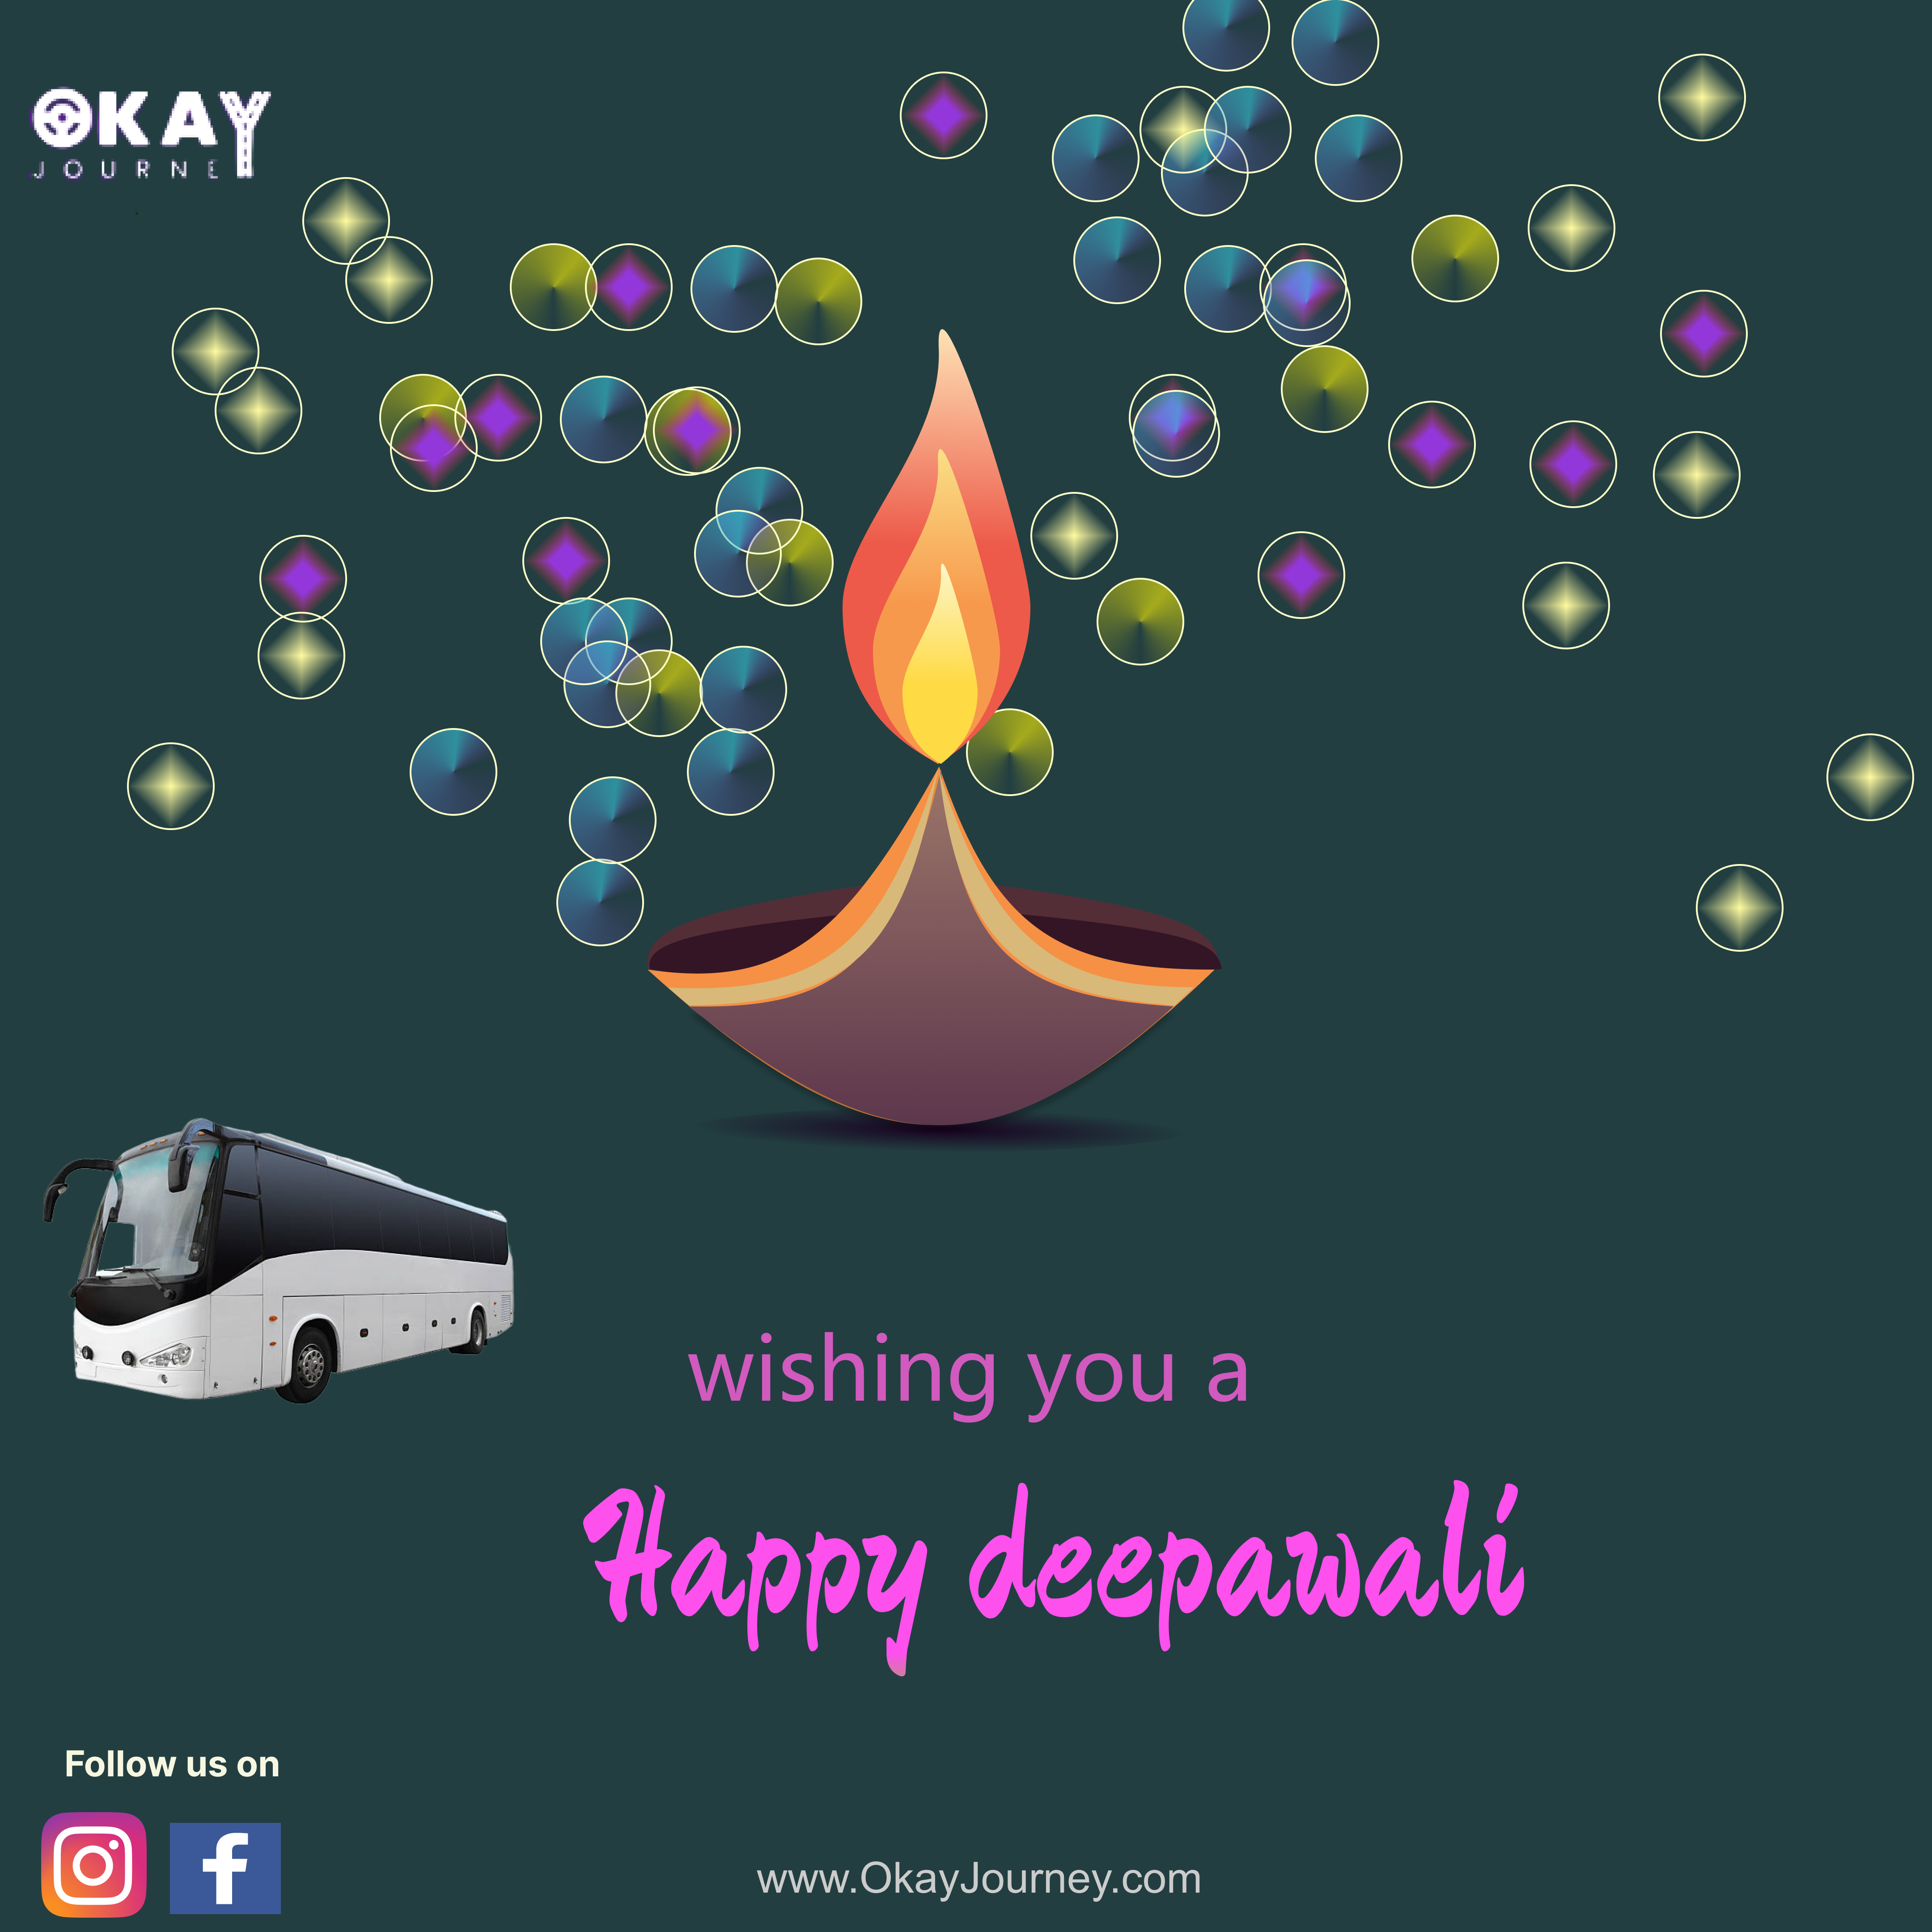 OKAY
JOURNEY
wishing you a
Happy deepawali
Follow us on
www.OkayJourney.com